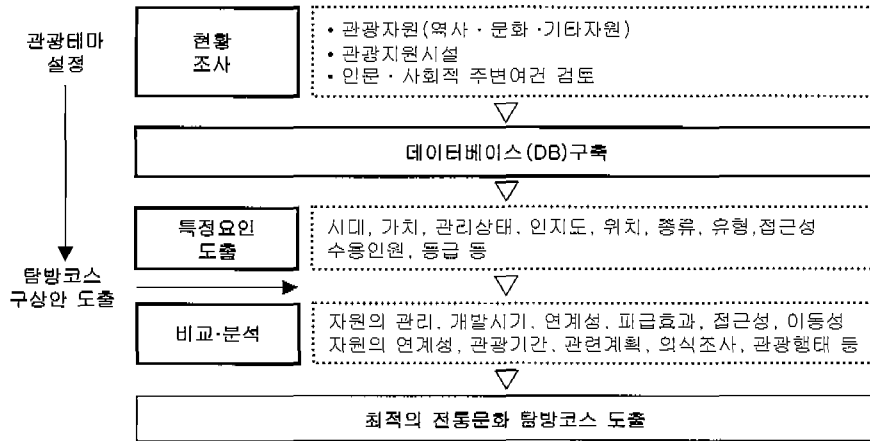 관광테마
설정
현황
조사
• 관광자원(역사 · 문화 ·기타자원)
• 관광지원시설
• 인문 · 사회적 주변여건 검토
데이터베이스(DB)구축
특정요인
도출
시대, 가치, 관리상태, 인지도, 위치, 종류, 유형,접근성
수용인원, 등급 등
탐방코스
구상안 도출
비교·분석
자원의 관리, 개발시기, 연계성, 파급효과, 접근성, 이동성
자원의 연계성, 관광기간, 관련계획, 의식조사, 관광행태 등
최적의 전통문화 탐방코스 도출